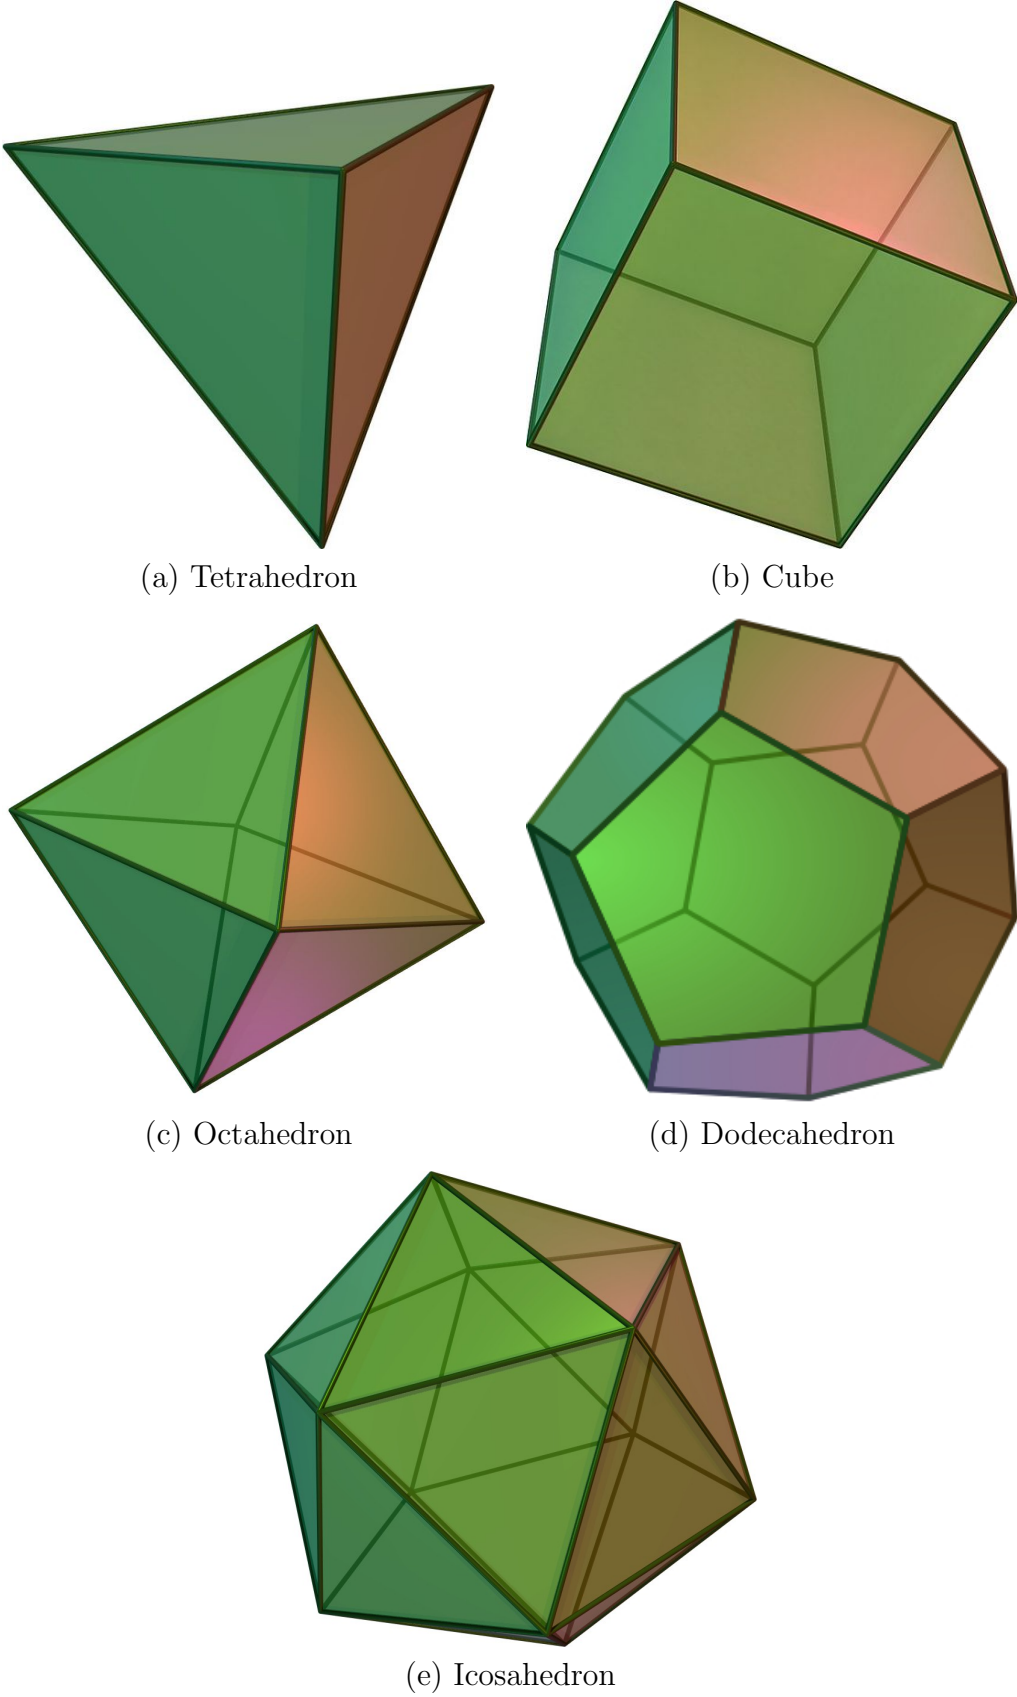 (a) Tetrahedron
(b) Cube
(c) Octahedron
(d) Dodecahedron
(e) Icosahedron